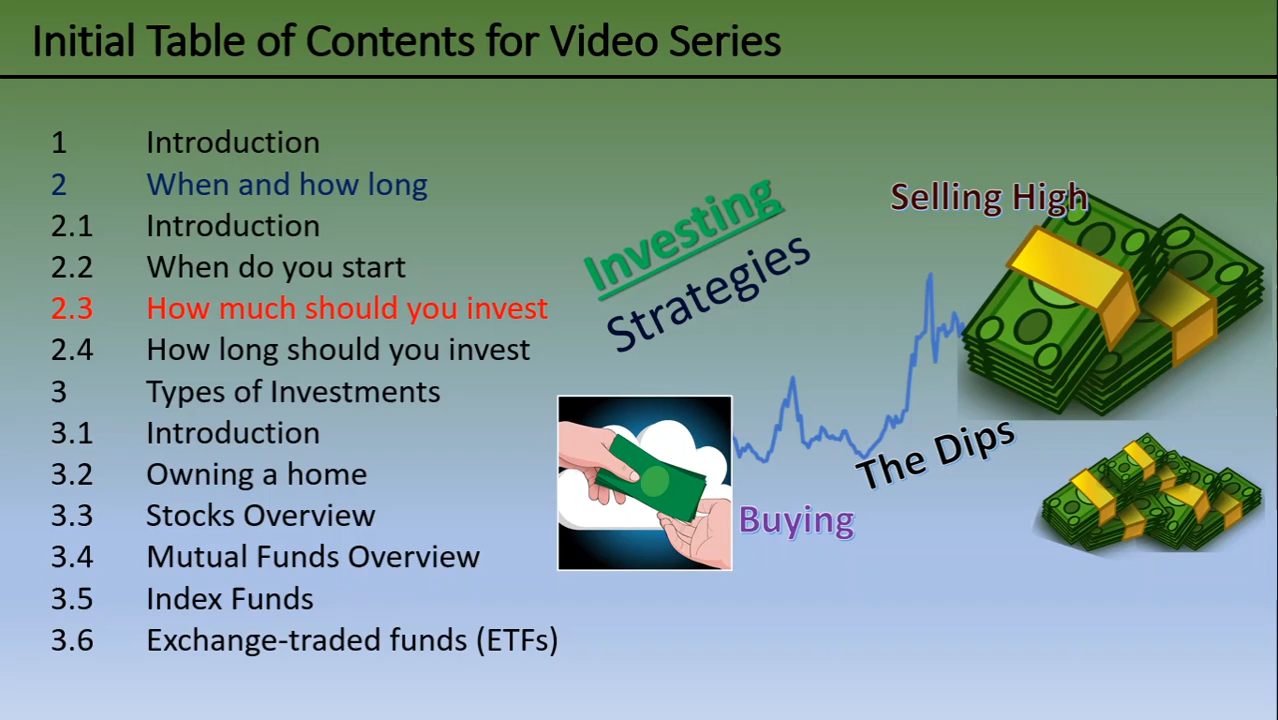 Initial Table of Contents for Video Series
1 Introduction
2 When and how long
2.1 Introduction
2.2 When do you start
2.3 How much should you invest
2.4 How long should you invest
3 Types of Investments
3.1 Introduction
3.2 Owning a home
3.3 Stocks Overview
3.4 Mutual Funds Overview
3.5 Index Funds
3.6 Exchange-traded funds (ETFs)
Investing
Strategies
Selling High
The Dips
Buying